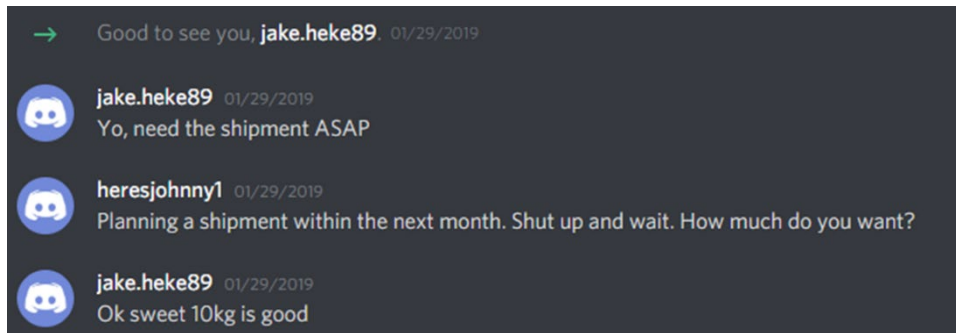 Good to see you, jake.heke89. 01/29/2019
jake.heke89 01/29/2019
Yo, need the shipment ASAP
heresjohnny1 01/29/2019
Planning a shipment within the next month. Shut up and wait. How much do you want?
jake.heke89 01/29/2019
Ok sweet 10kg is good